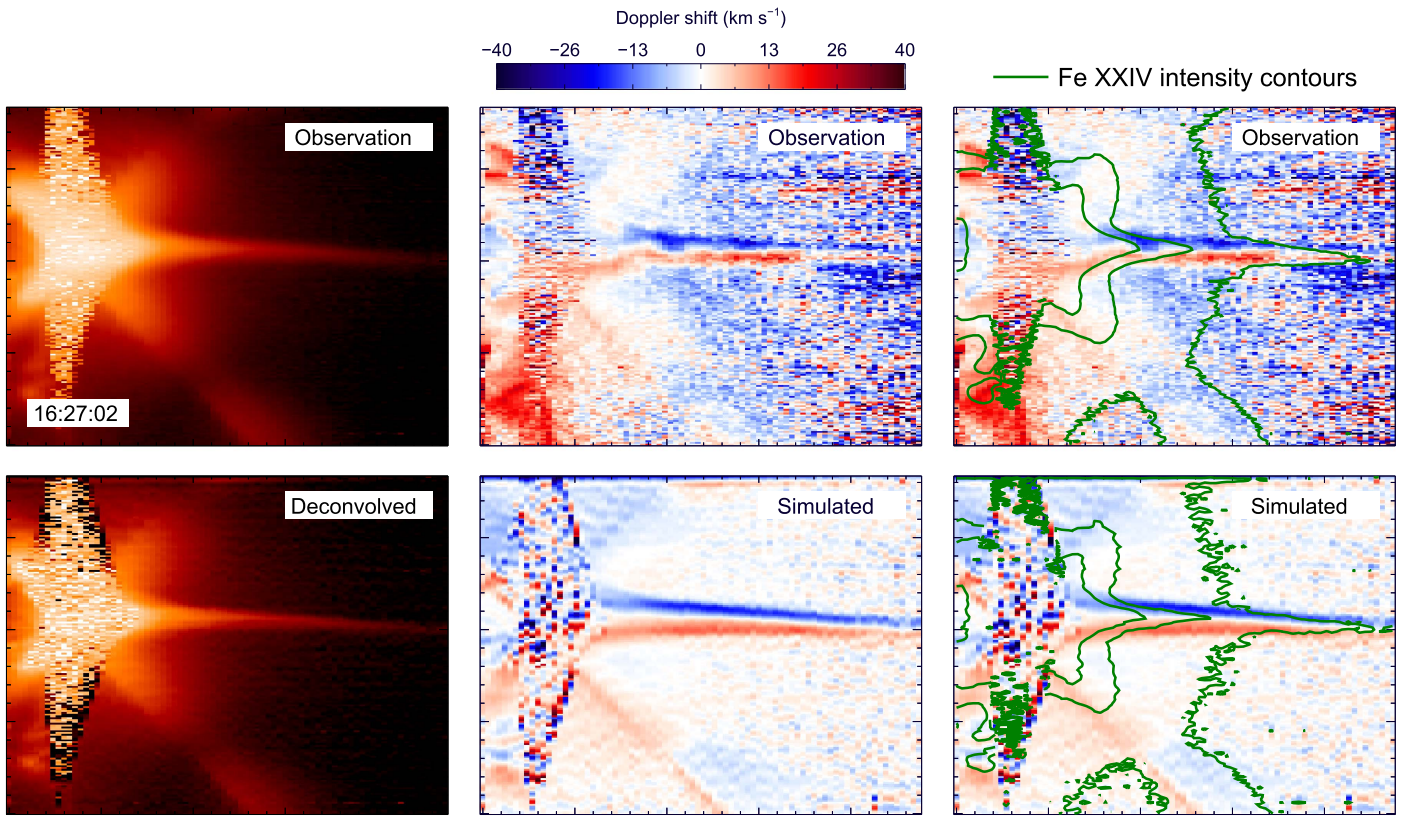 Doppler shift (km s⁻¹)
−40 −26 −13 0 13 26 40
Fe XXIV intensity contours
Observation
Observation
Observation
16:27:02
Deconvolved
Simulated
Simulated